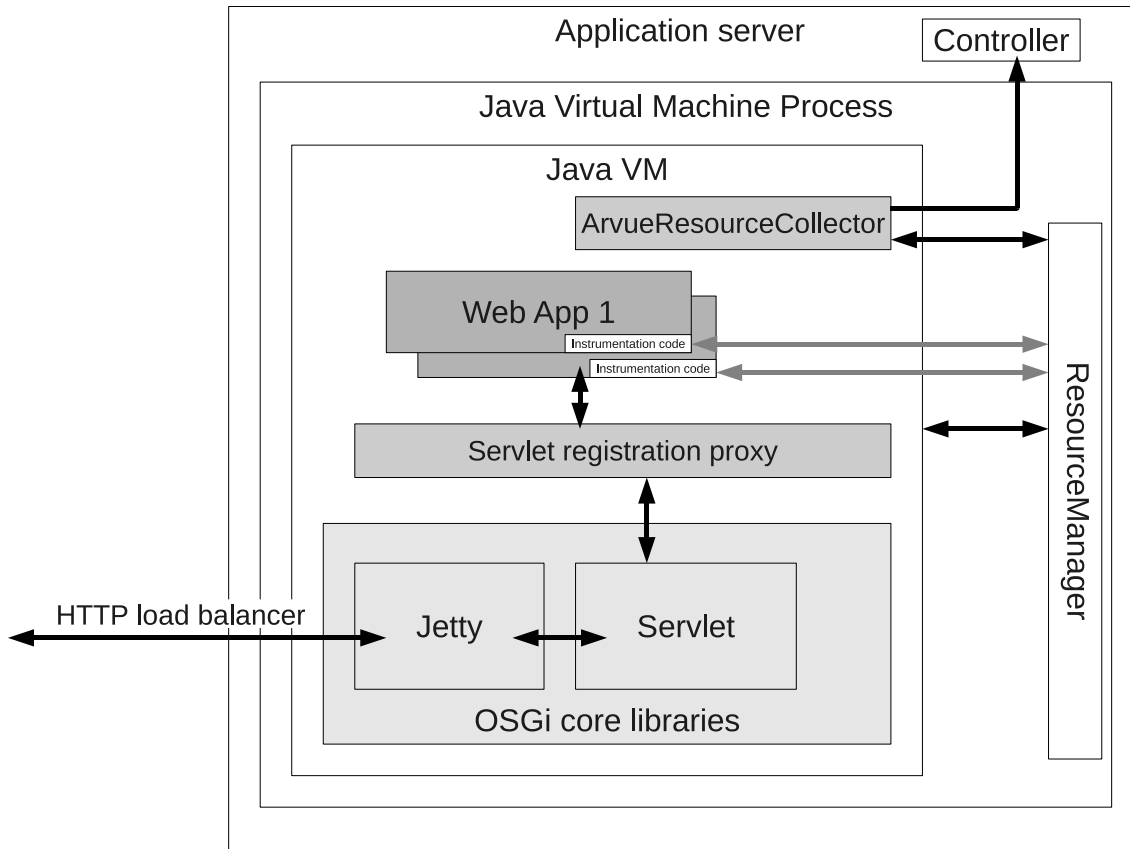 Application server
Controller
Java Virtual Machine Process
Java VM
ArvueResourceCollector
Web App 1
Instrumentation code
Instrumentation code
ResourceManager
Servlet registration proxy
HTTP load balancer
Jetty
Servlet
OSGi core libraries